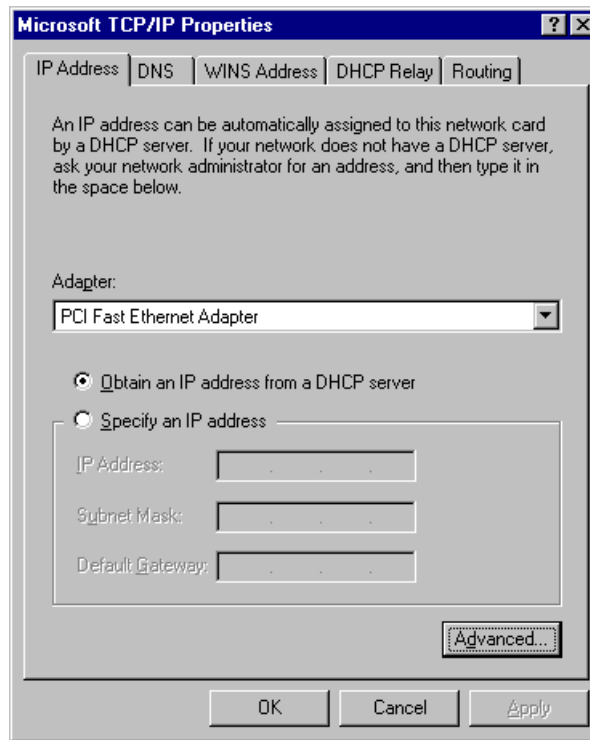 Microsoft TCP/IP Properties
IP Address DNS WINS Address DHCP Relay Routing
An IP address can be automatically assigned to this network card
by a DHCP server. If your network does not have a DHCP server,
ask your network administrator for an address, and then type it in
the space below.
Adapter:
PCI Fast Ethernet Adapter
Obtain an IP address from a DHCP server
Specify an IP address
IP Address:
Subnet Mask:
Default Gateway:
Advanced...
OK Cancel Apply